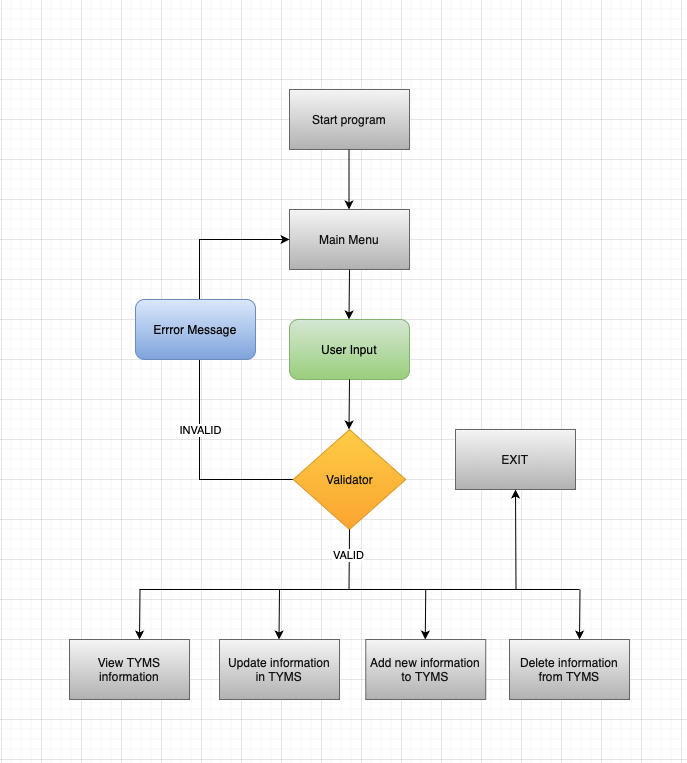 Start program
Main Menu
Errror Message
User Input
INVALID
EXIT
Validator
VALID
View TYMS
information
Update information
in TYMS
Add new information
to TYMS
Delete information
from TYMS